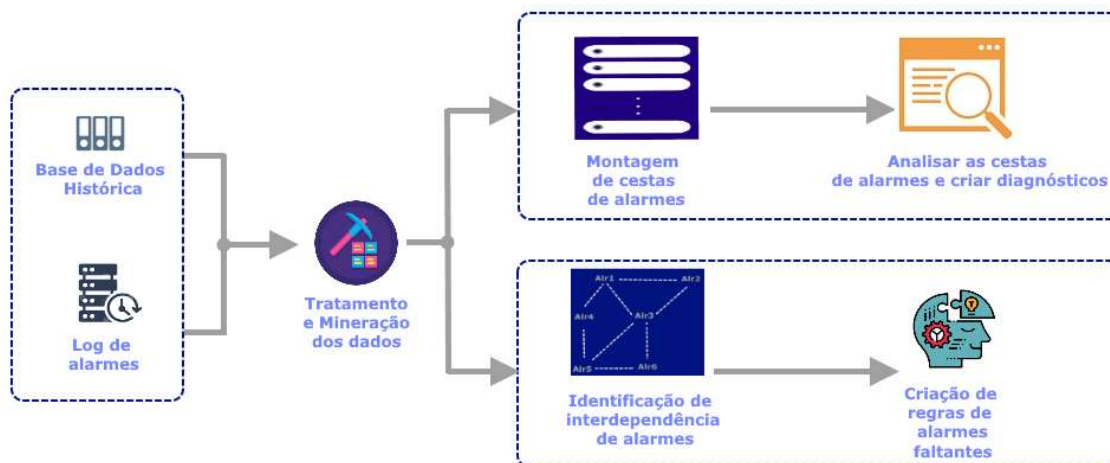 Base de Dados
Histórica
Log de
alarmes
Tratamento
e Mineração
dos dados
Montagem
de cestas
de alarmes
Analisar as cestas
de alarmes e criar diagnósticos
Alr1
Alr2
Alr4
Alr3
Alr5
Alr6
Identificação de
interdependência
de alarmes
Criação de
regras de
alarmes
faltantes